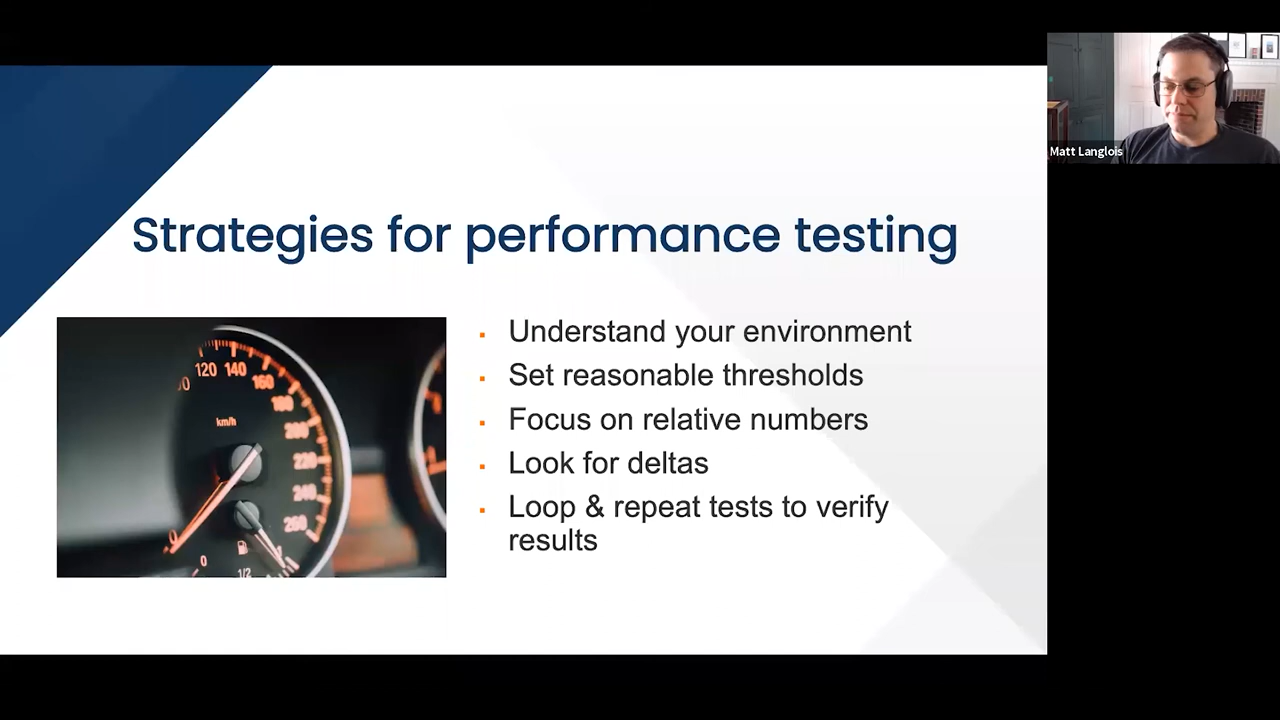 Strategies for performance testing
Understand your environment
Set reasonable thresholds
Focus on relative numbers
Look for deltas
Loop & repeat tests to verify
results
120 140
160
180
200
220
240
260
km/h
0
0
1/2
Matt Langlois